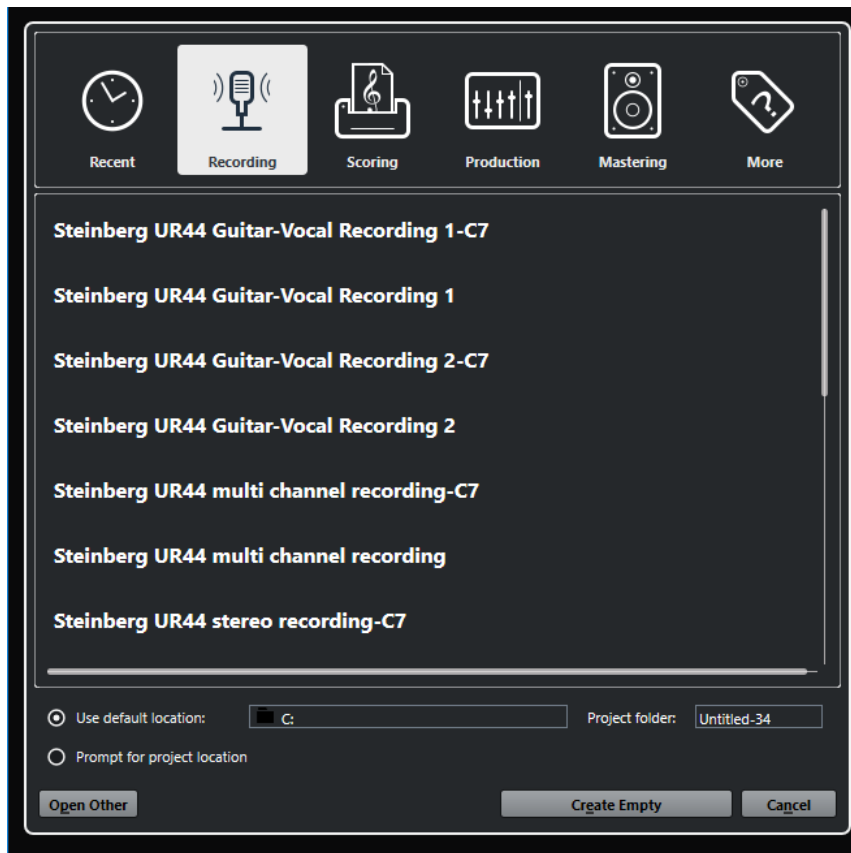 Recent Recording Scoring Production Mastering More
Steinberg UR44 Guitar-Vocal Recording 1-C7
Steinberg UR44 Guitar-Vocal Recording 1
Steinberg UR44 Guitar-Vocal Recording 2-C7
Steinberg UR44 Guitar-Vocal Recording 2
Steinberg UR44 multi channel recording-C7
Steinberg UR44 multi channel recording
Steinberg UR44 stereo recording-C7
Use default location: C: Project folder: Untitled-34
Prompt for project location
Open Other Create Empty Cancel